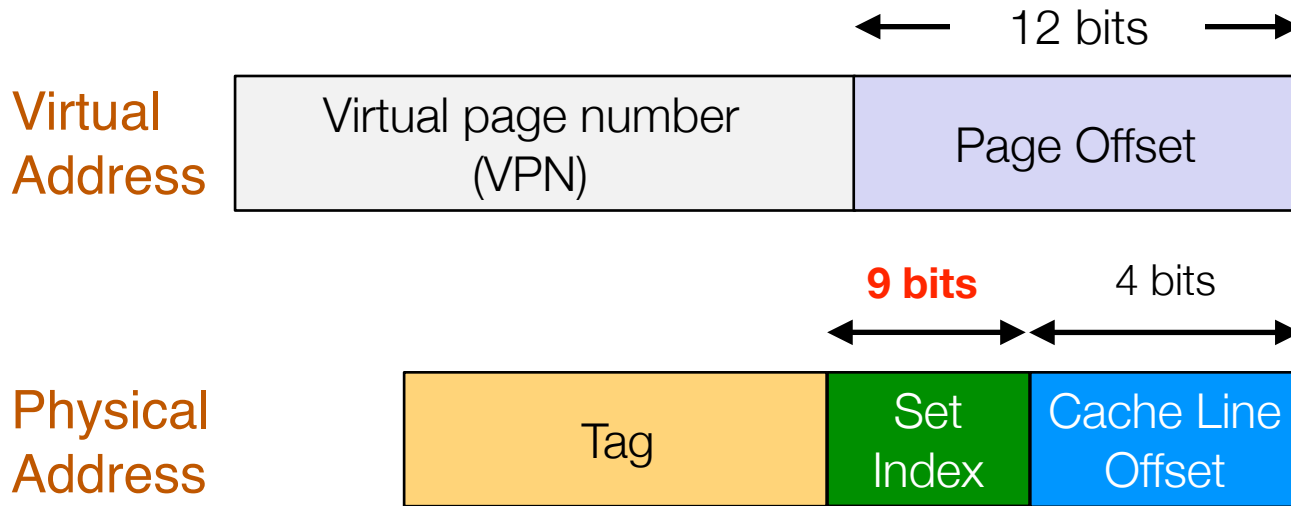 12 bits
Virtual
Address
Virtual page number
(VPN)
Page Offset
9 bits
4 bits
Physical
Address
Tag
Set
Index
Cache Line
Offset